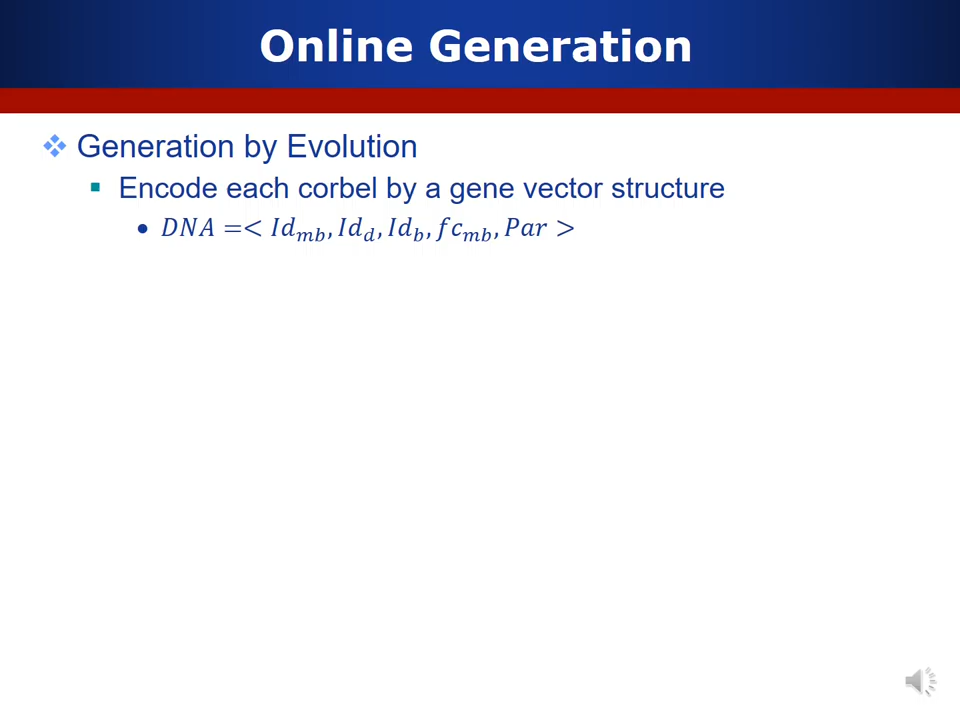 Online Generation
Generation by Evolution
Encode each corbel by a gene vector structure
DNA =< Id_mb, Id_d, Id_b, fc_mb, Par >